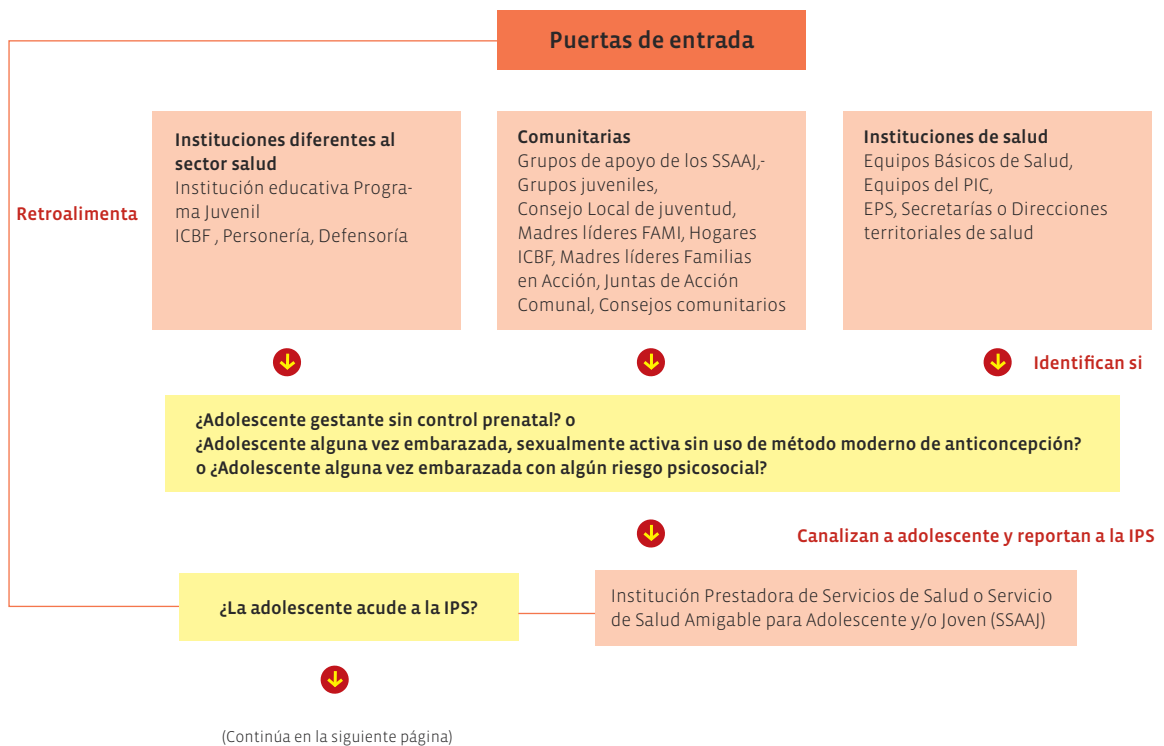 Puertas de entrada
Instituciones diferentes al
sector salud
Institución educativa Progra-
ma Juvenil
ICBF , Personería, Defensoría
Comunitarias
Grupos de apoyo de los SSAAJ,-
Grupos juveniles,
Consejo Local de juventud,
Madres líderes FAMI, Hogares
ICBF, Madres líderes Familias
en Acción, Juntas de Acción
Comunal, Consejos comunitarios
Instituciones de salud
Equipos Básicos de Salud,
Equipos del PIC,
EPS, Secretarías o Direcciones
territoriales de salud
Retroalimenta
Identifican si
¿Adolescente gestante sin control prenatal? o
¿Adolescente alguna vez embarazada, sexualmente activa sin uso de método moderno de anticoncepción?
o ¿Adolescente alguna vez embarazada con algún riesgo psicosocial?
Canalizan a adolescente y reportan a la IPS
¿La adolescente acude a la IPS?
Institución Prestadora de Servicios de Salud o Servicio
de Salud Amigable para Adolescente y/o Joven (SSAAJ)
(Continúa en la siguiente página)